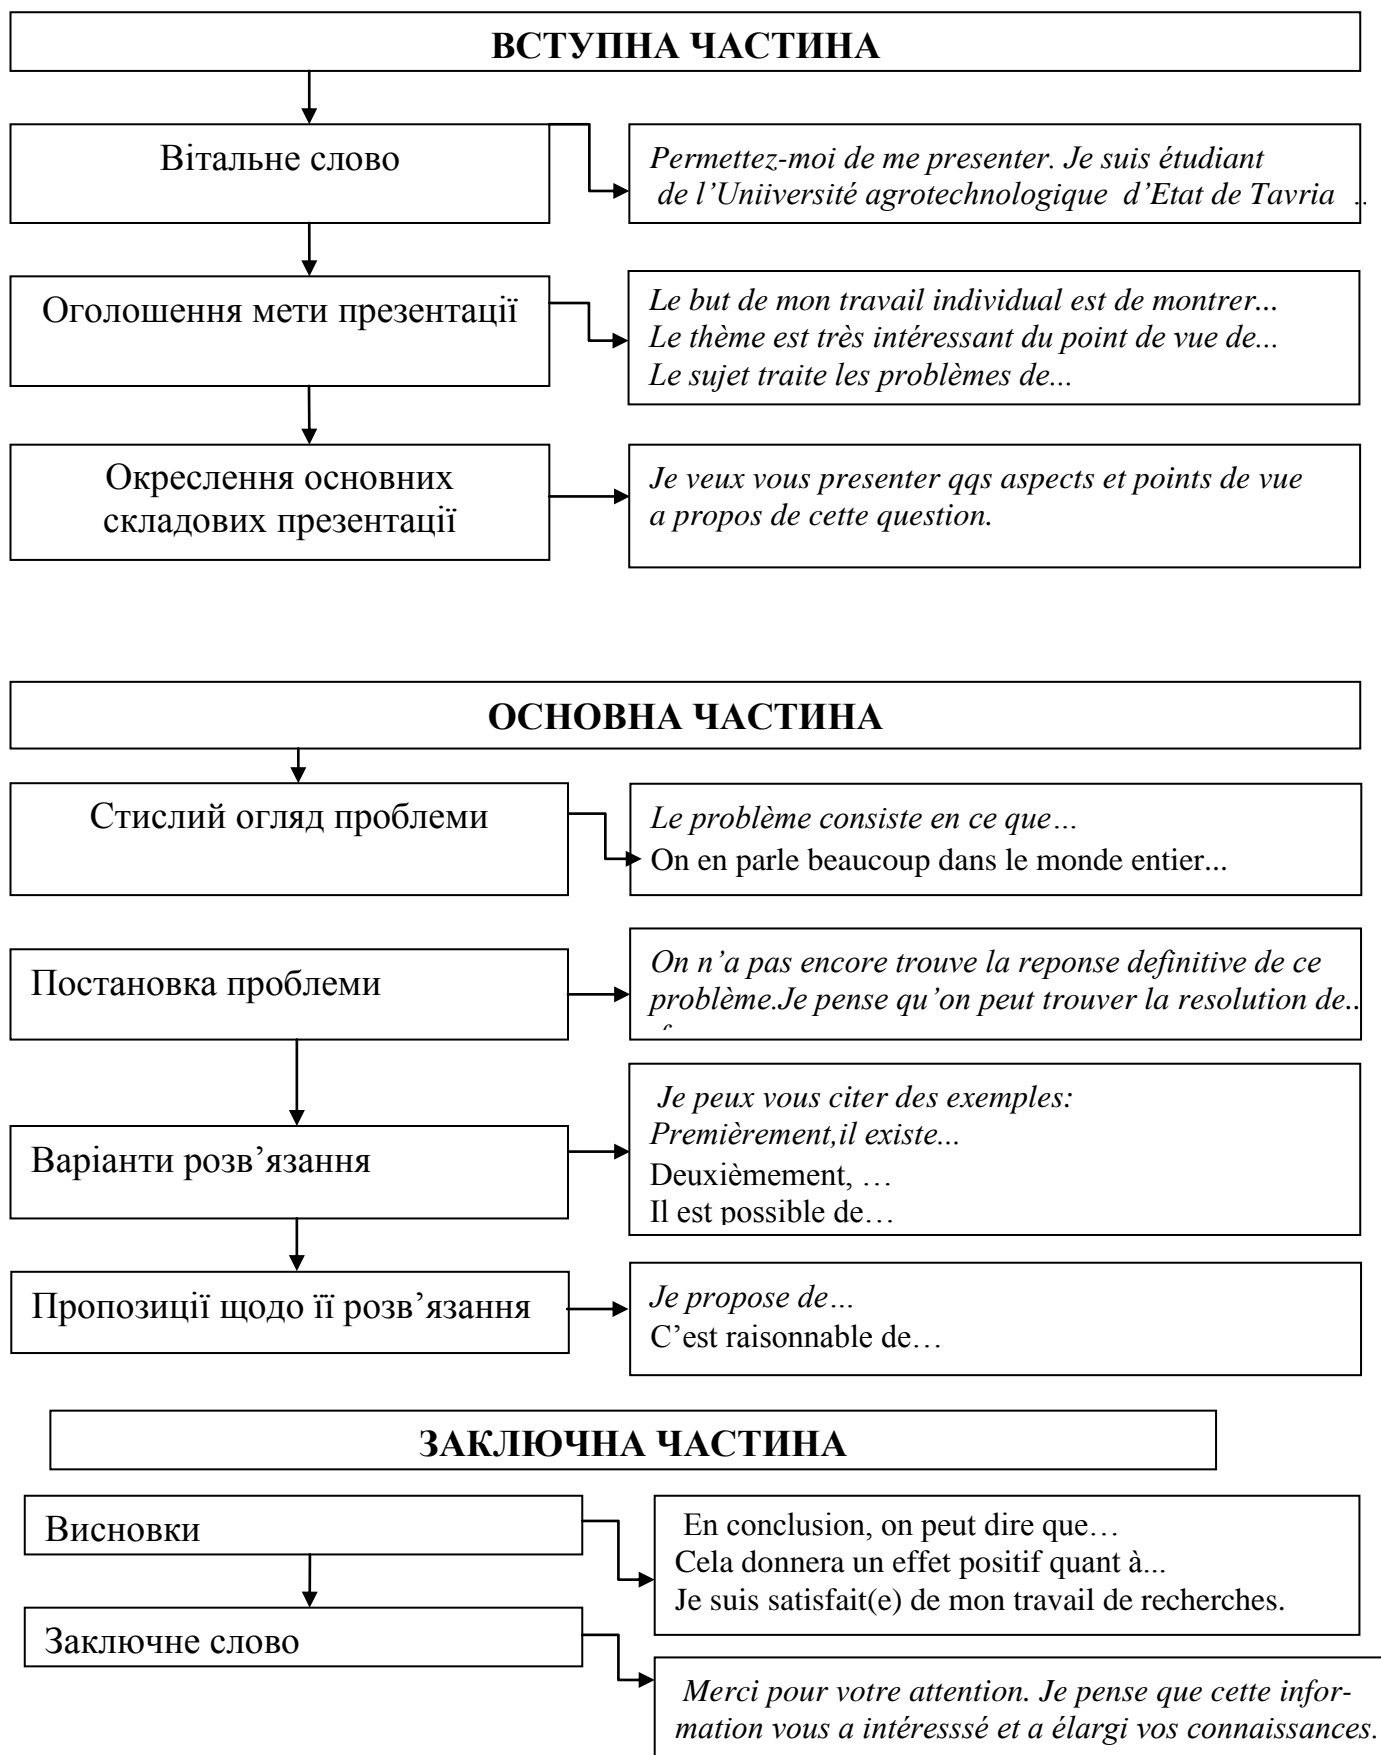 ВСТУПНА ЧАСТИНА
Вітальне слово
Permettez-moi de me presenter. Je suis étudiant
de l’Uniiversité agrotechnologique d’Etat de Tavria ..
Оголошення мети презентації
Le but de mon travail individual est de montrer...
Le thème est très intéressant du point de vue de...
Le sujet traite les problèmes de...
Окреслення основних
складових презентації
Je veux vous presenter qqs aspects et points de vue
a propos de cette question.
ОСНОВНА ЧАСТИНА
Стислий огляд проблеми
Le problème consiste en ce que…
On en parle beaucoup dans le monde entier...
Постановка проблеми
On n’a pas encore trouve la reponse definitive de ce
problème.Je pense qu’on peut trouver la resolution de..
Варіанти розв’язання
Je peux vous citer des exemples:
Premièrement,il existe...
Deuxièmement, …
Il est possible de…
Пропозиції щодо її розв’язання
Je propose de…
C’est raisonnable de…
ЗАКЛЮЧНА ЧАСТИНА
Висновки
En conclusion, on peut dire que…
Cela donnera un effet positif quant à...
Je suis satisfait(e) de mon travail de recherches.
Заключне слово
Merci pour votre attention. Je pense que cette infor-
mation vous a intéresssé et a élargi vos connaissances.